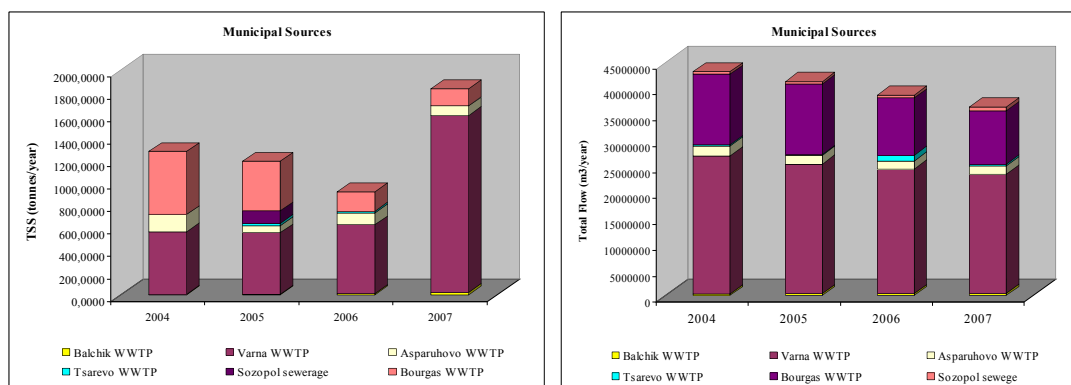 Municipal Sources
TSS (tonnes/year)
2000,0000
1800,0000
1600,0000
1400,0000
1200,0000
1000,0000
800,0000
600,0000
400,0000
200,0000
0,0000
2004 2005 2006 2007
Balchik WWTP Varna WWTP Asparuhovo WWTP
Tsarevo WWTP Sozopol sewerage Bourgas WWTP
Municipal Sources
Total Flow (m3/year)
45000000
40000000
35000000
30000000
25000000
20000000
15000000
10000000
5000000
0
2004 2005 2006 2007
Balchik WWTP Varna WWTP Asparuhovo WWTP
Tsarevo WWTP Bourgas WWTP Sozopol sewege